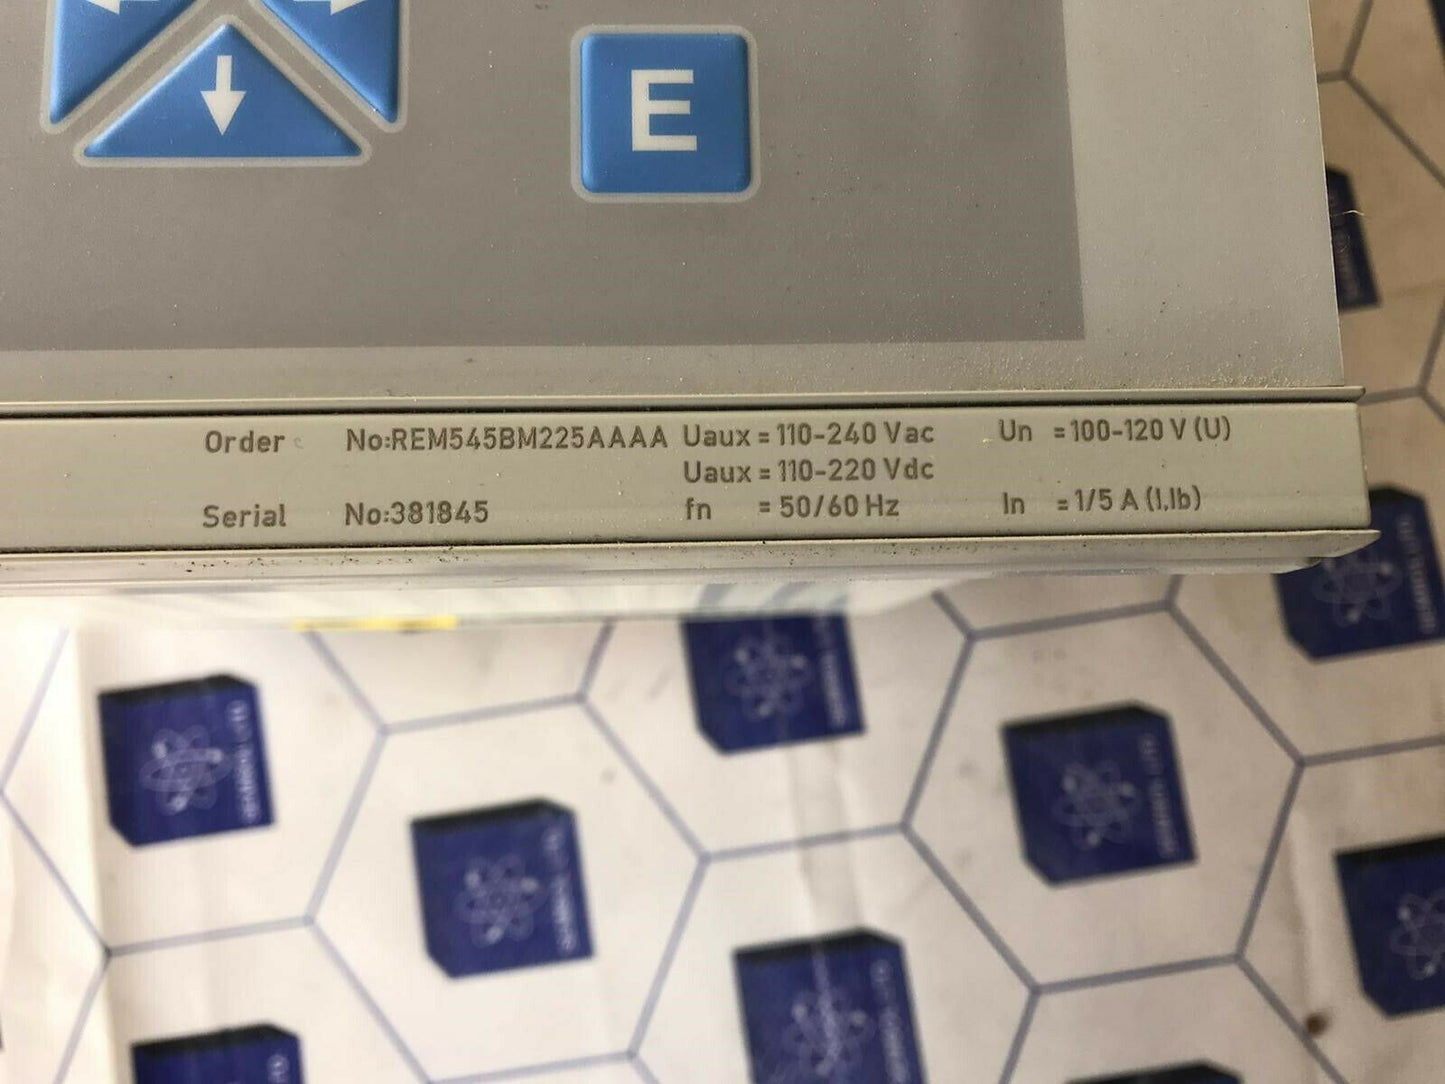 E
Order No:REM545BM225AAAA Uaux = 110-240 Vac Un = 100-120 V (U)
Uaux = 110-220 Vdc
Serial No:381845 fn = 50/60 Hz In = 1/5 A (I,Ib)